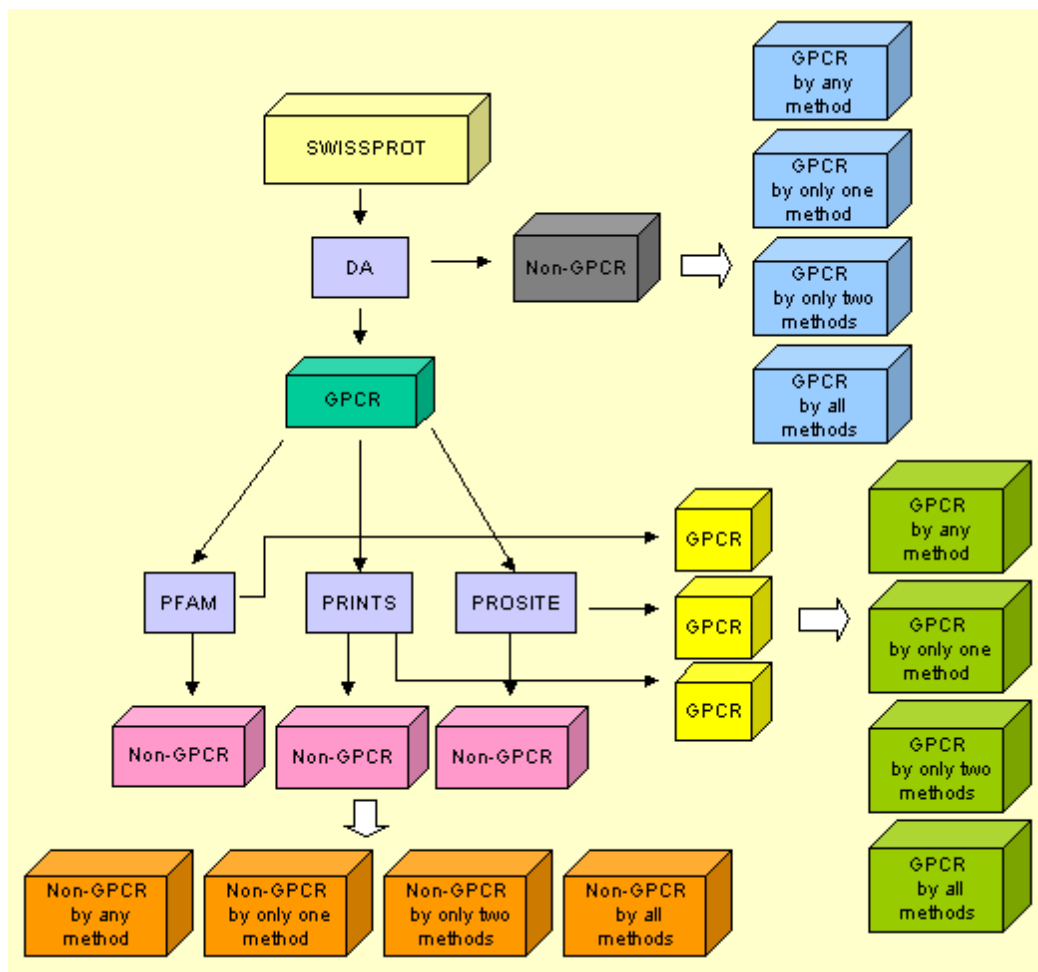 GPCR
by any
method
SWISSPROT
GPCR
by only one
method
DA
Non-GPCR
GPCR
by only two
methods
GPCR
by all
methods
GPCR
GPCR
GPCR
by any
method
PFAM
PRINTS
PROSITE
GPCR
GPCR
by only one
method
GPCR
Non-GPCR
Non-GPCR
Non-GPCR
GPCR
by only two
methods
Non-GPCR
by any
method
Non-GPCR
by only one
method
Non-GPCR
by only two
methods
Non-GPCR
by all
methods
GPCR
by all
methods